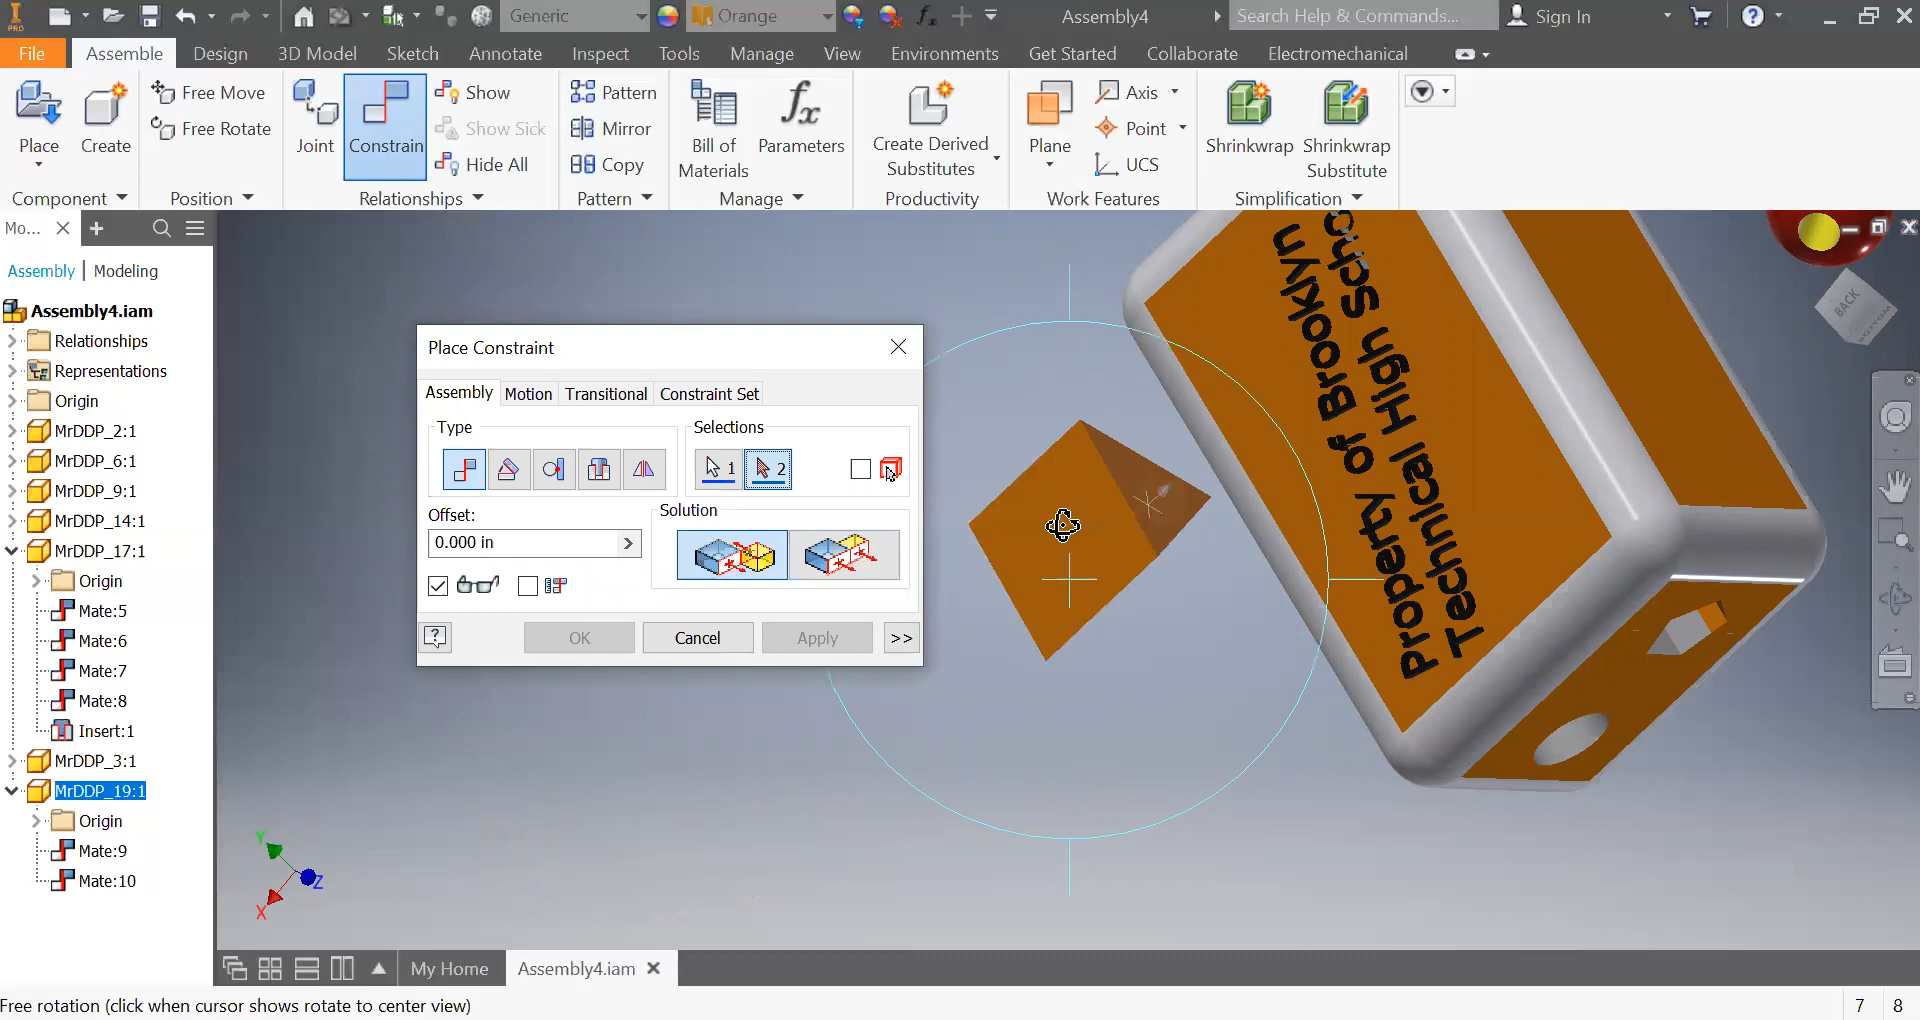 PRO
Generic
Orange
Assembly4
Search Help & Commands...
Sign In
File
Assemble
Design
3D Model
Sketch
Annotate
Inspect
Tools
Manage
View
Environments
Get Started
Collaborate
Electromechanical
Place
Create
Free Move
Free Rotate
Joint
Constrain
Show
Show Sick
Hide All
Pattern
Mirror
Copy
Bill of
Materials
fx
Parameters
Create Derived
Substitutes
Plane
Axis
Point
UCS
Shrinkwrap
Shrinkwrap
Substitute
Component
Position
Relationships
Pattern
Manage
Productivity
Work Features
Simplification
Mo...
Assembly | Modeling
Assembly4.iam
Relationships
Representations
Origin
MrDDP_2:1
MrDDP_6:1
MrDDP_9:1
MrDDP_14:1
MrDDP_17:1
Origin
Mate:5
Mate:6
Mate:7
Mate:8
Insert:1
MrDDP_3:1
MrDDP_19:1
Origin
Mate:9
Mate:10
Place Constraint
Assembly
Motion
Transitional
Constraint Set
Type
Selections
1
2
Offset:
0.000 in
Solution
OK
Cancel
Apply
>>
Property of Brooklyn
Technical High Scho
BACK
BOTTOM
Y
Z
X
My Home
Assembly4.iam
Free rotation (click when cursor shows rotate to center view)
7
8